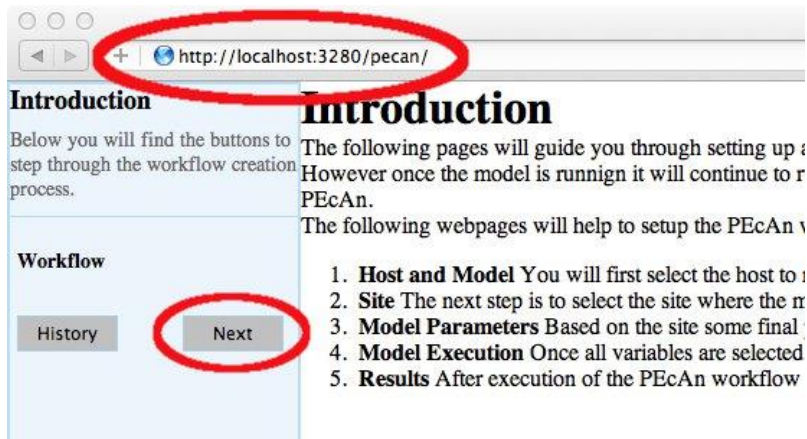 http://localhost:3280/pecan/
Introduction
Below you will find the buttons to
step through the workflow creation
process.
Workflow
History
Next
Introduction
The following pages will guide you through setting up
However once the model is runnign it will continue to
PEcAn.
The following webpages will help to setup the PEcAn
1. Host and Model You will first select the host to
2. Site The next step is to select the site where the
3. Model Parameters Based on the site some final
4. Model Execution Once all variables are selected
5. Results After execution of the PEcAn workflow